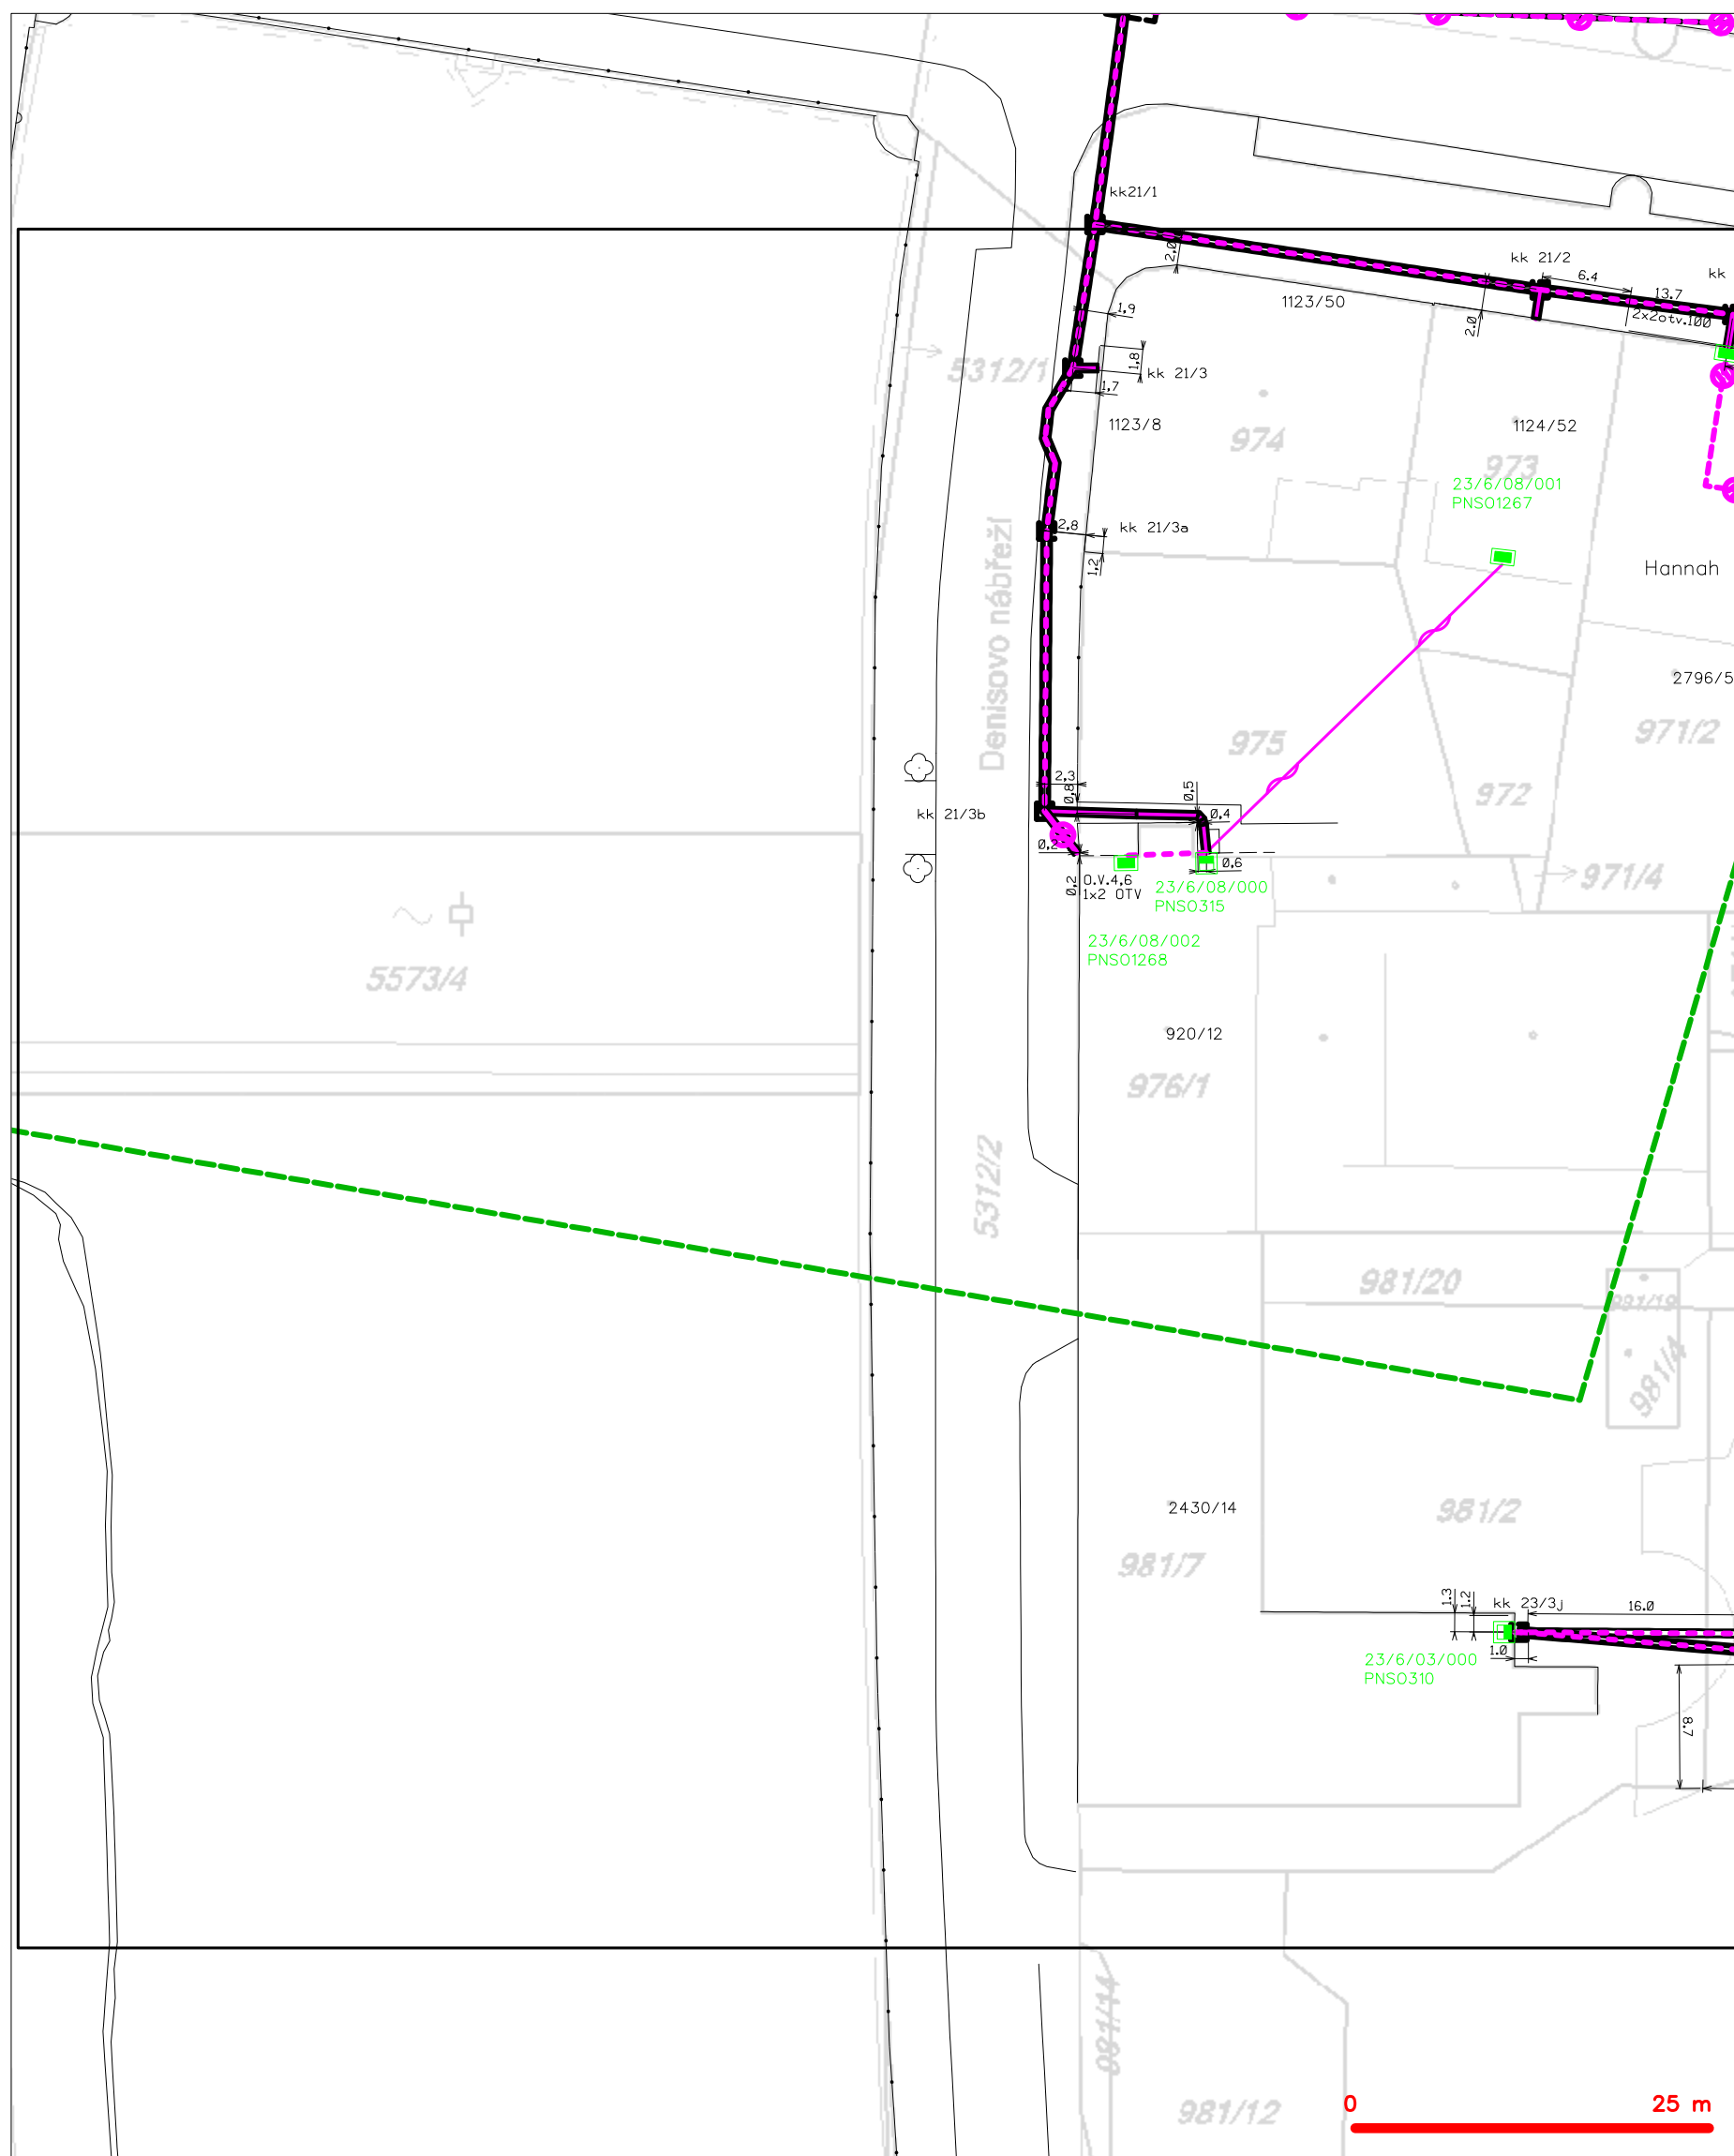 kk21/1
2,0
kk 21/2
6.4
kk
13.7
2x2otv.100
1123/50
1,9
2.0
5312/1
1,8
kk 21/3
1,7
1123/8
974
1124/52
973
23/6/08/001
PNS01267
2,8
kk 21/3a
1,2
Hannah
Denisovo nábřeží
2796/5
971/2
975
972
2,3
0,8
0,5
0,4
kk 21/3b
0,2
0,6
0,2
O.V.4,6
1x2 OTV
23/6/08/000
PNS0315
971/4
23/6/08/002
PNS01268
5573/4
920/12
976/1
5312/2
981/20
981/19
981/4
2430/14
981/2
981/7
1.3
1.2
kk 23/3j
16.0
1.0
23/6/03/000
PNS0310
8.7
981/14
981/12
0 25 m